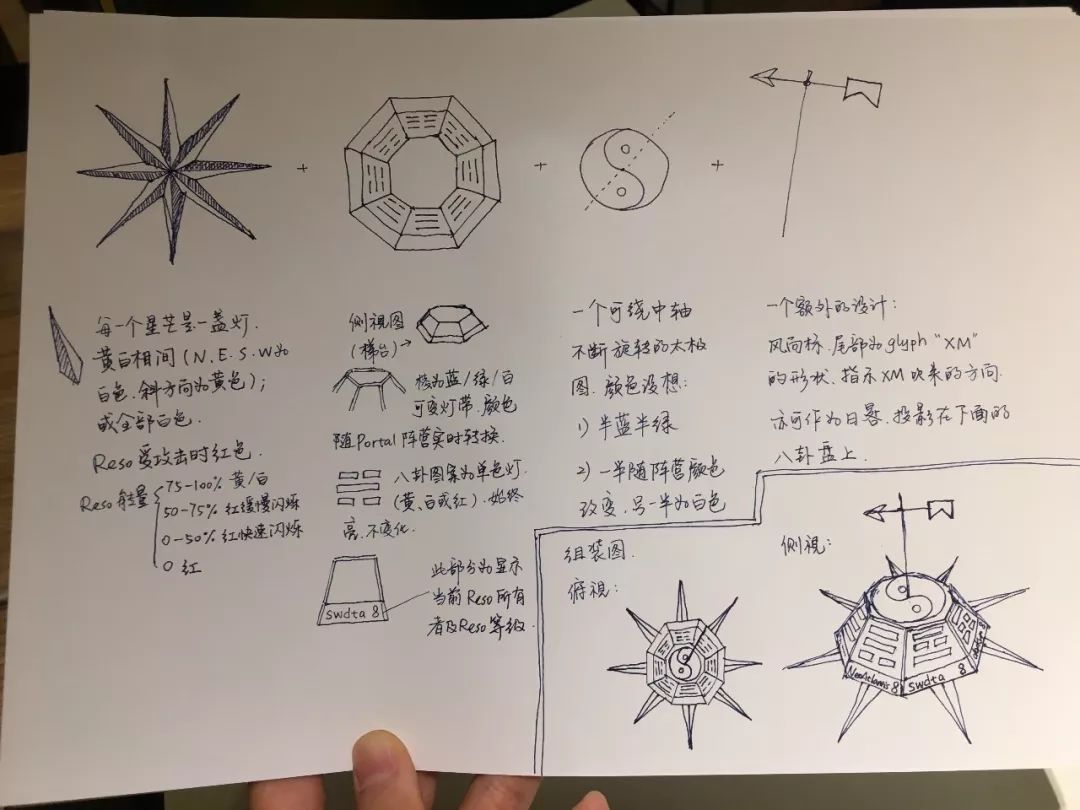 +
+
+
每一个星芒是一盏灯.
黄白相间(N、E、S、W为
白色、斜方向为黄色);
或全部白色.
Reso受攻击时红色.
Reso能量
75-100% 黄/白
50-75% 红缓慢闪烁
0-50% 红快速闪烁
0 红
侧視图
(梯台)→
棱为蓝/绿/白
可变灯带、颜色
随Portal阵营实时转换.
八卦图案为单色灯
(黄、白或红)、始终
亮、不变化.
swdta 8
此部分为显示
当前Reso所有
者及Reso等级.
一个可绕中轴
不断旋转的太极
图、颜色设想:
1) 半蓝半绿
2) 一半随阵营颜色
改变、另一半为白色
一个额外的设计:
风向标、尾部为glyph "XM"
的形状、指示XM吹来的方向.
亦可作为日晷、投影在下面的
八卦盘上.
组装图.
俯視:
侧視:
NeoAtlantis 8
swdta 8